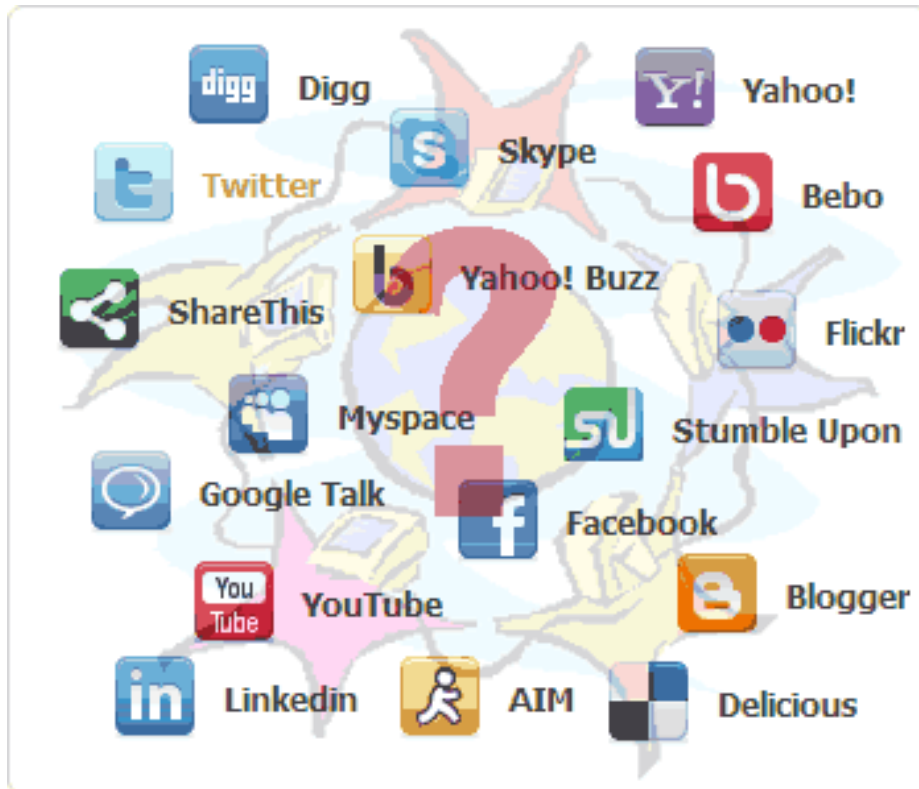 digg
Digg
Y!
Yahoo!
S
Skype
t
Twitter
b
Bebo
b
Yahoo! Buzz
ShareThis
Flickr
Myspace
su
Stumble Upon
Google Talk
f
Facebook
?
You
Tube
YouTube
B
Blogger
in
Linkedin
AIM
Delicious